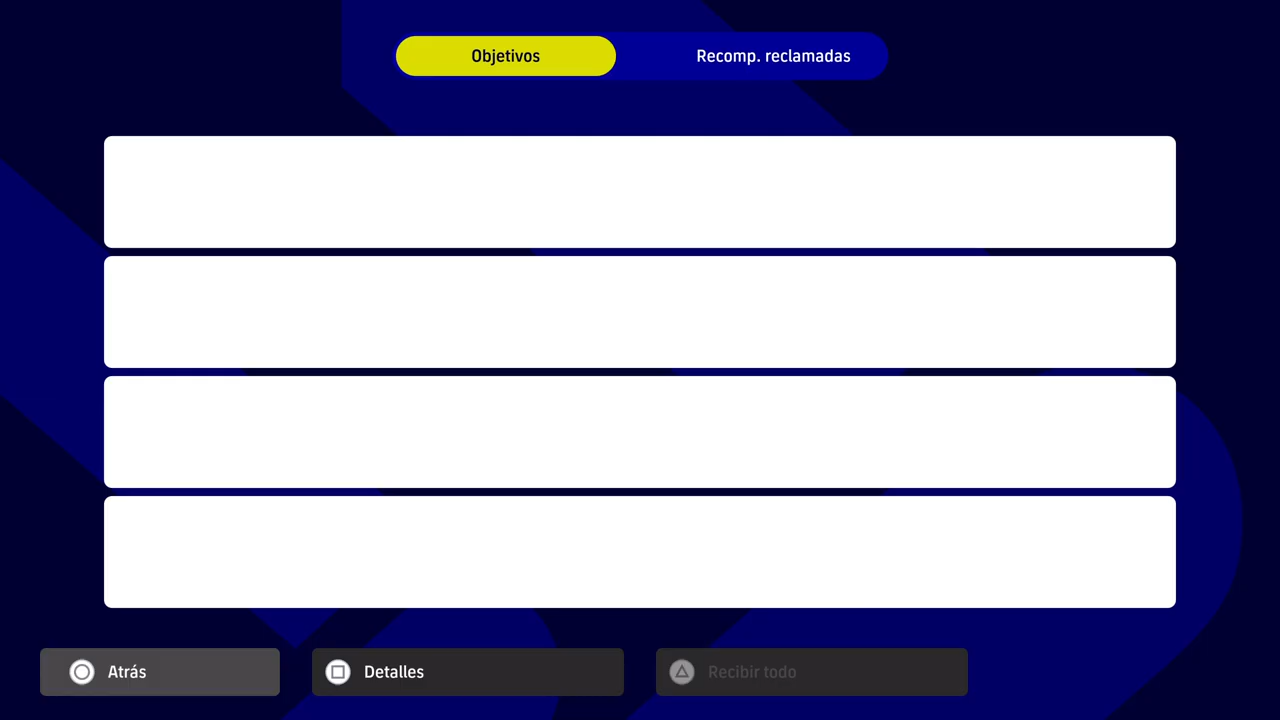 Objetivos
Recomp. reclamadas
Atrás
Detalles
Recibir todo